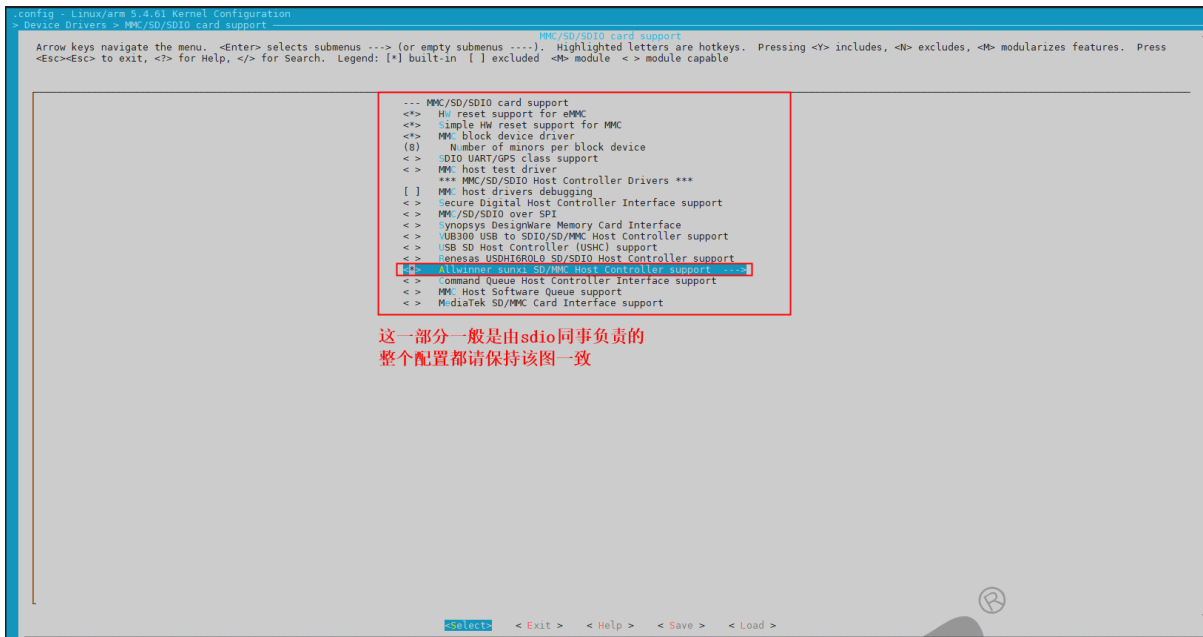 .config - Linux/arm 5.4.61 Kernel Configuration
> Device Drivers > MMC/SD/SDIO card support
MMC/SD/SDIO card support
Arrow keys navigate the menu. <Enter> selects submenus ---> (or empty submenus ----). Highlighted letters are hotkeys. Pressing <Y> includes, <N> excludes, <M> modularizes features. Press
<Esc><Esc> to exit, <?> for Help, </> for Search. Legend: [*] built-in [ ] excluded <M> module < > module capable
--- MMC/SD/SDIO card support
<*> HW reset support for eMMC
<*> Simple HW reset support for MMC
<*> MMC block device driver
(8) Number of minors per block device
< > SDIO UART/GPS class support
< > MMC host test driver
*** MMC/SD/SDIO Host Controller Drivers ***
[ ] MMC host drivers debugging
< > Secure Digital Host Controller Interface support
< > MMC/SD/SDIO over SPI
< > Synopsys DesignWare Memory Card Interface
< > VUB300 USB to SDIO/SD/MMC Host Controller support
< > USB SD Host Controller (USHC) support
< > Renesas USDHI6ROL0 SD/SDIO Host Controller support
<*> Allwinner sunxi SD/MMC Host Controller support --->
< > Command Queue Host Controller Interface support
< > MMC Host Software Queue support
< > MediaTek SD/MMC Card Interface support
这一部分一般是由sdio同事负责的
整个配置都请保持该图一致
®
<Select> < Exit > < Help > < Save > < Load >